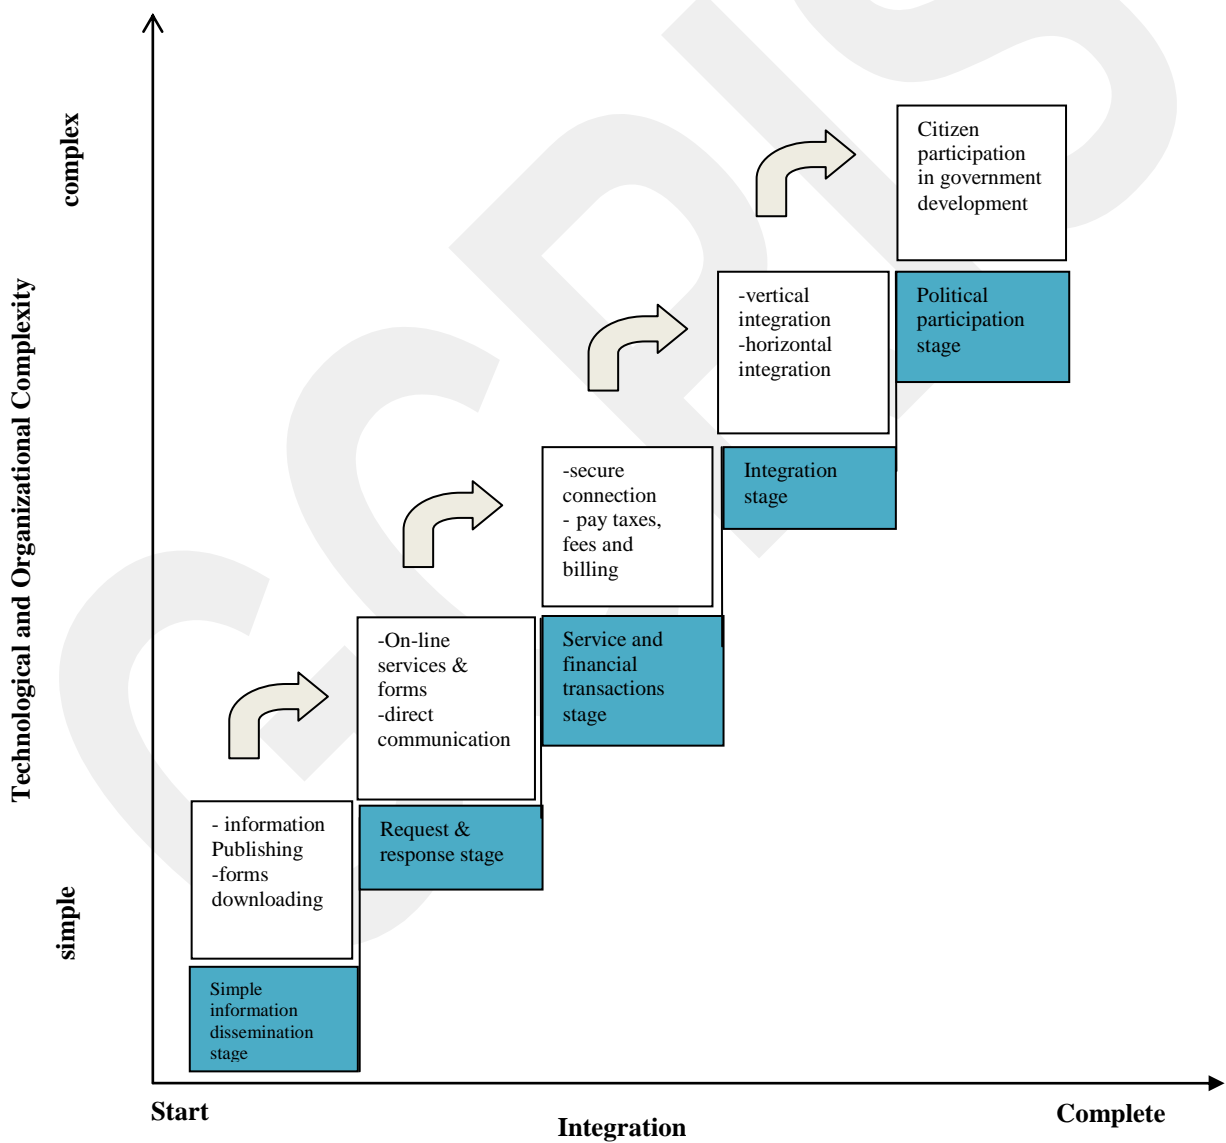 complex
Technological and Organizational Complexity
simple
Citizen
participation
in government
development
Political
participation
stage
-vertical
integration
-horizontal
integration
Integration
stage
-secure
connection
- pay taxes,
fees and
billing
Service and
financial
transactions
stage
-On-line
services &
forms
-direct
communication
Request &
response stage
- information
Publishing
-forms
downloading
Simple
information
dissemination
stage
Start
Integration
Complete